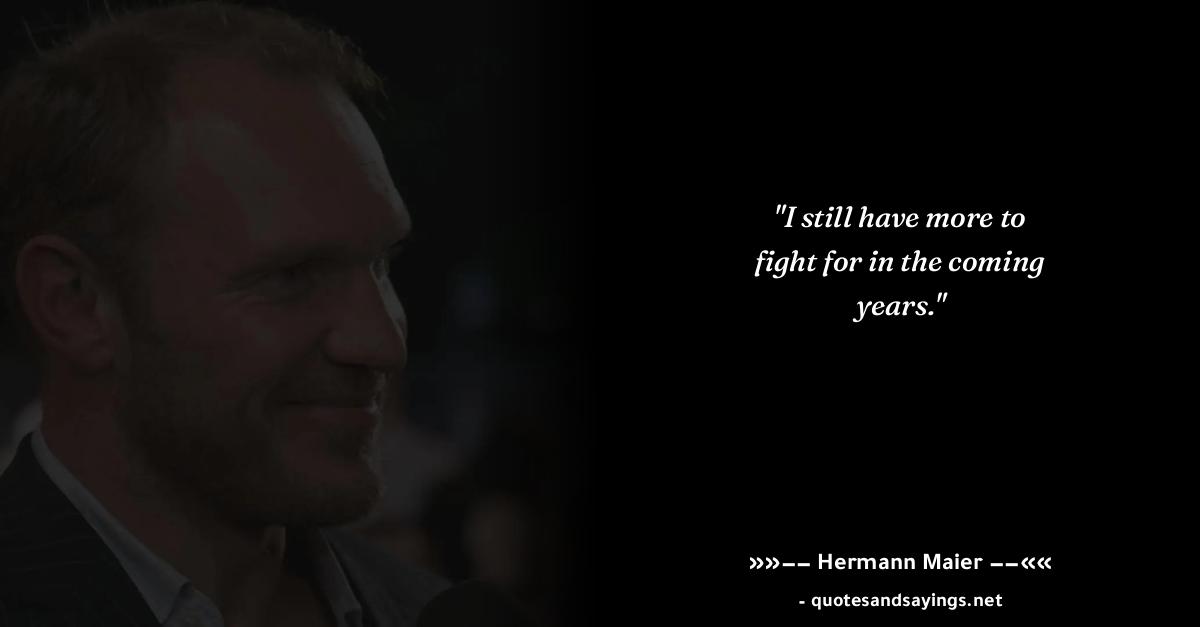 "I still have more to
fight for in the coming
years."
»»−− Hermann Maier −−««
- quotesandsayings.net